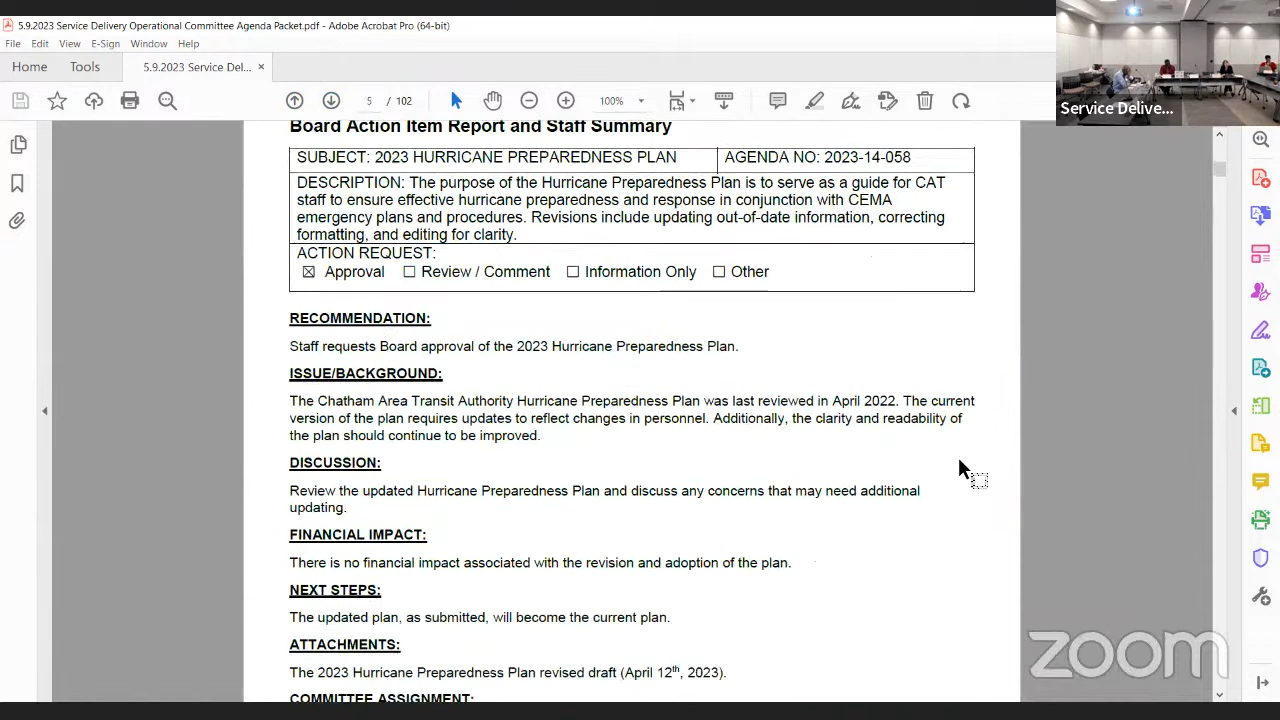 5.9.2023 Service Delivery Operational Committee Agenda Packet.pdf - Adobe Acrobat Pro (64-bit)
File Edit View E-Sign Window Help
Home Tools 5.9.2023 Service Del... ×
5 / 102 100%
Service Delive...
Board Action Item Report and Staff Summary
SUBJECT: 2023 HURRICANE PREPAREDNESS PLAN AGENDA NO: 2023-14-058
DESCRIPTION: The purpose of the Hurricane Preparedness Plan is to serve as a guide for CAT
staff to ensure effective hurricane preparedness and response in conjunction with CEMA
emergency plans and procedures. Revisions include updating out-of-date information, correcting
formatting, and editing for clarity.
ACTION REQUEST:
☒ Approval ☐ Review / Comment ☐ Information Only ☐ Other
RECOMMENDATION:
Staff requests Board approval of the 2023 Hurricane Preparedness Plan.
ISSUE/BACKGROUND:
The Chatham Area Transit Authority Hurricane Preparedness Plan was last reviewed in April 2022. The current
version of the plan requires updates to reflect changes in personnel. Additionally, the clarity and readability of
the plan should continue to be improved.
DISCUSSION:
Review the updated Hurricane Preparedness Plan and discuss any concerns that may need additional
updating.
FINANCIAL IMPACT:
There is no financial impact associated with the revision and adoption of the plan.
NEXT STEPS:
The updated plan, as submitted, will become the current plan.
ATTACHMENTS:
The 2023 Hurricane Preparedness Plan revised draft (April 12th, 2023).
COMMITTEE ASSIGNMENT:
zoom